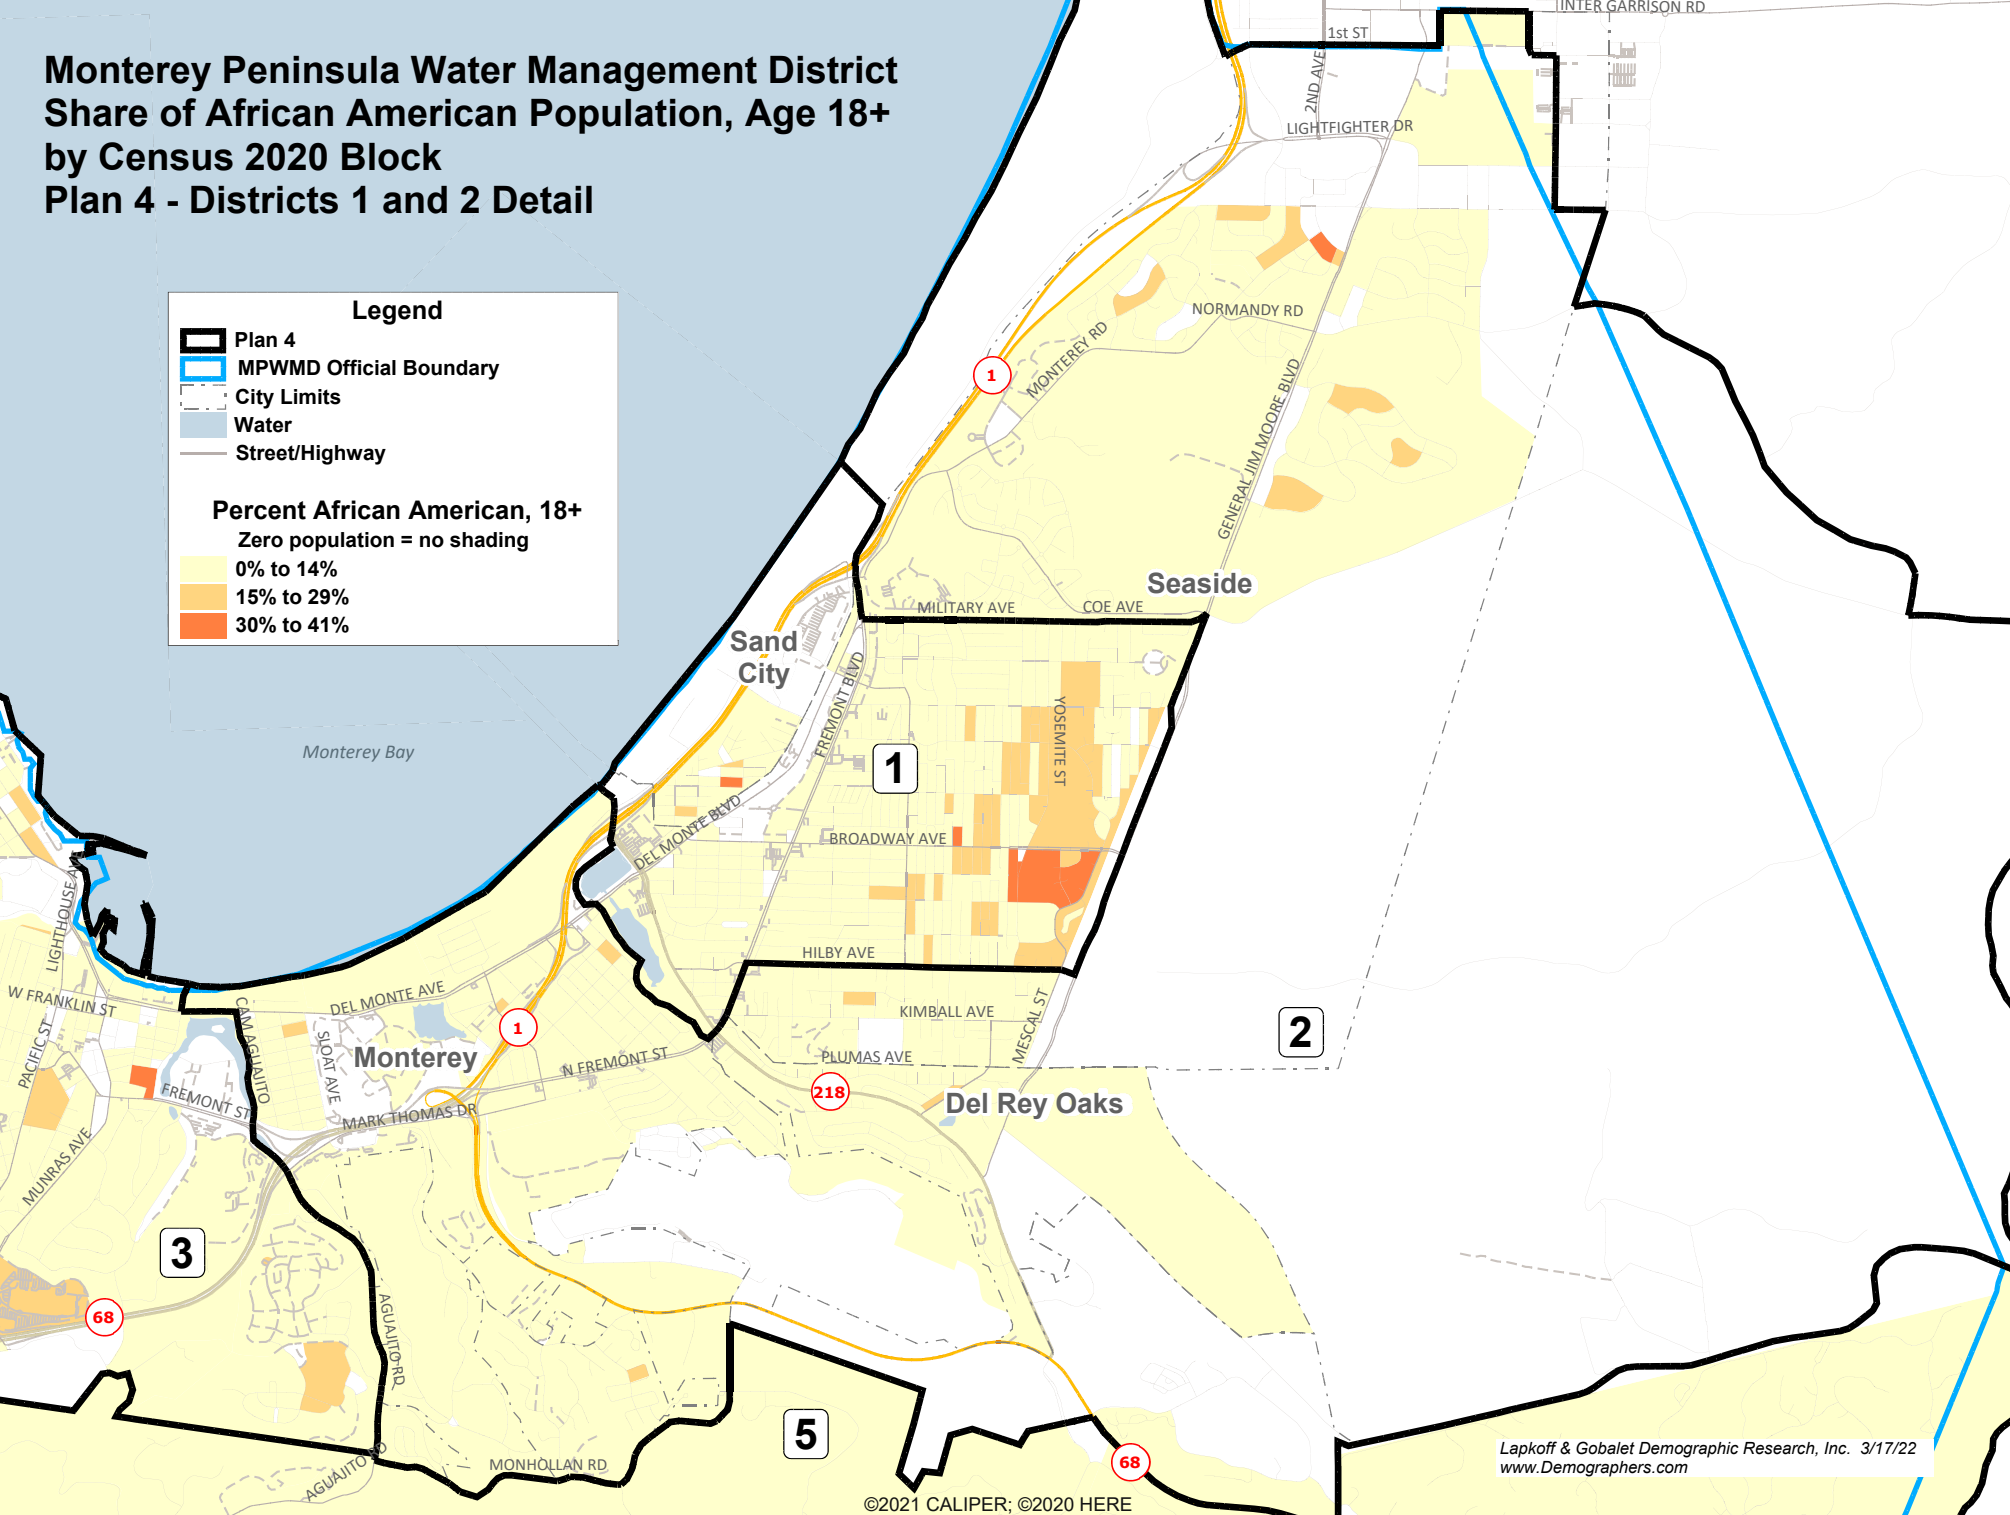 Monterey Peninsula Water Management District
Share of African American Population, Age 18+
by Census 2020 Block
Plan 4 - Districts 1 and 2 Detail
Legend
Plan 4
MPWMD Official Boundary
City Limits
Water
Street/Highway
Percent African American, 18+
Zero population = no shading
0% to 14%
15% to 29%
30% to 41%
INTER GARRISON RD
1st ST
2ND AVE
LIGHTFIGHTER DR
NORMANDY RD
MONTEREY RD
1
GENERAL JIM MOORE BLVD
Seaside
MILITARY AVE
COE AVE
Sand
City
FREMONT BLVD
YOSEMITE ST
Monterey Bay
1
DEL MONTE BLVD
BROADWAY AVE
LIGHTHOUSE AVE
HILBY AVE
W FRANKLIN ST
DEL MONTE AVE
CAM AGUAJITO
KIMBALL AVE
MESCAL ST
1
2
PACIFIC ST
SLOAT AVE
Monterey
N FREMONT ST
PLUMAS AVE
FREMONT ST
MARK THOMAS DR
218
Del Rey Oaks
MUNRAS AVE
3
68
AGUAJITO RD
5
AGUAJITO RD
MONHOLLAN RD
68
Lapkoff & Gobalet Demographic Research, Inc. 3/17/22
www.Demographers.com
©2021 CALIPER; ©2020 HERE